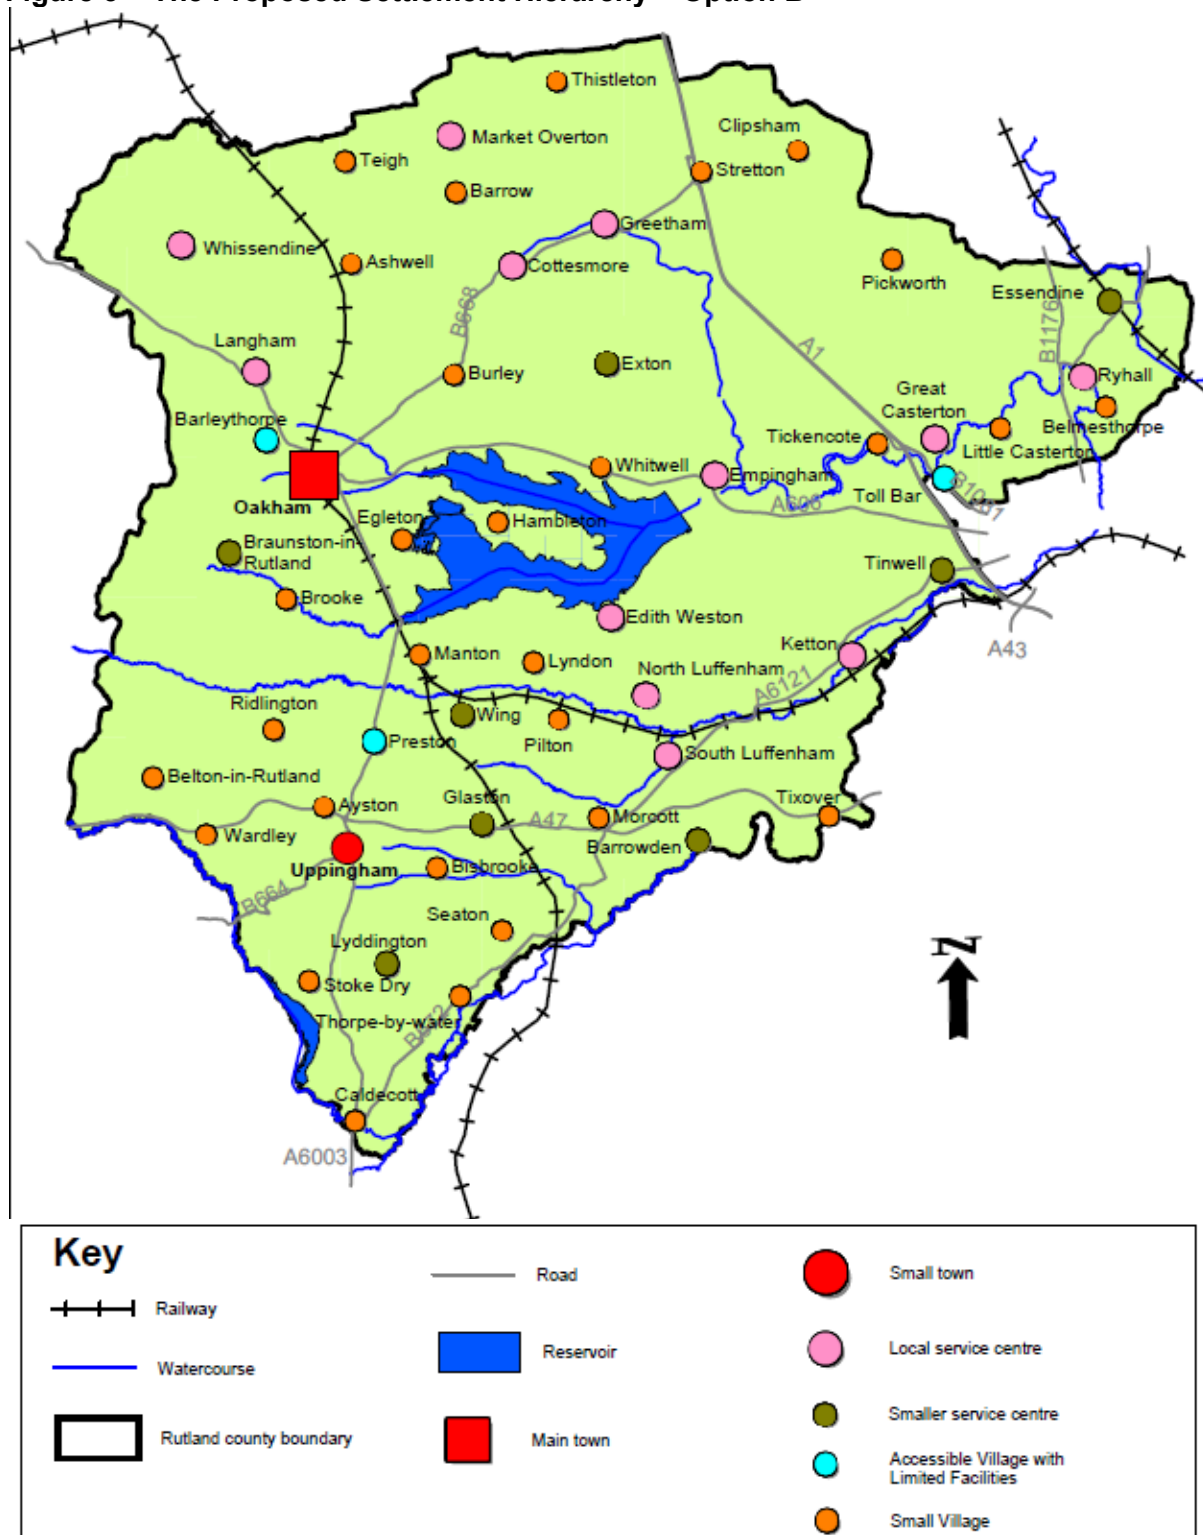 Thistleton
Clipsham
Market Overton
Teigh
Stretton
Barrow
Greetham
Whissendine
Ashwell
Cottesmore
Pickworth
Essendine
B668
A1
B1176
Langham
Exton
Burley
Ryhall
Great
Casterton
Barleythorpe
Belmesthorpe
Tickencote
Little Casterton
Whitwell
Empingham
Toll Bar
B1081
A606
Oakham
Egleton
Hambleton
Braunston-in-
Rutland
Tinwell
Brooke
Edith Weston
Ketton
A43
Manton
Lyndon
North Luffenham
A6121
Ridlington
Wing
Pilton
Preston
South Luffenham
Belton-in-Rutland
Ayston
Glaston
Tixover
A47
Morcott
Wardley
Barrowden
Uppingham
Bisbrooke
B664
Seaton
Lyddington
Stoke Dry
Thorpe-by-water
B672
Caldecott
A6003
N
Key
Road
Small town
Railway
Reservoir
Local service centre
Watercourse
Smaller service centre
Rutland county boundary
Main town
Accessible Village with
Limited Facilities
Small Village